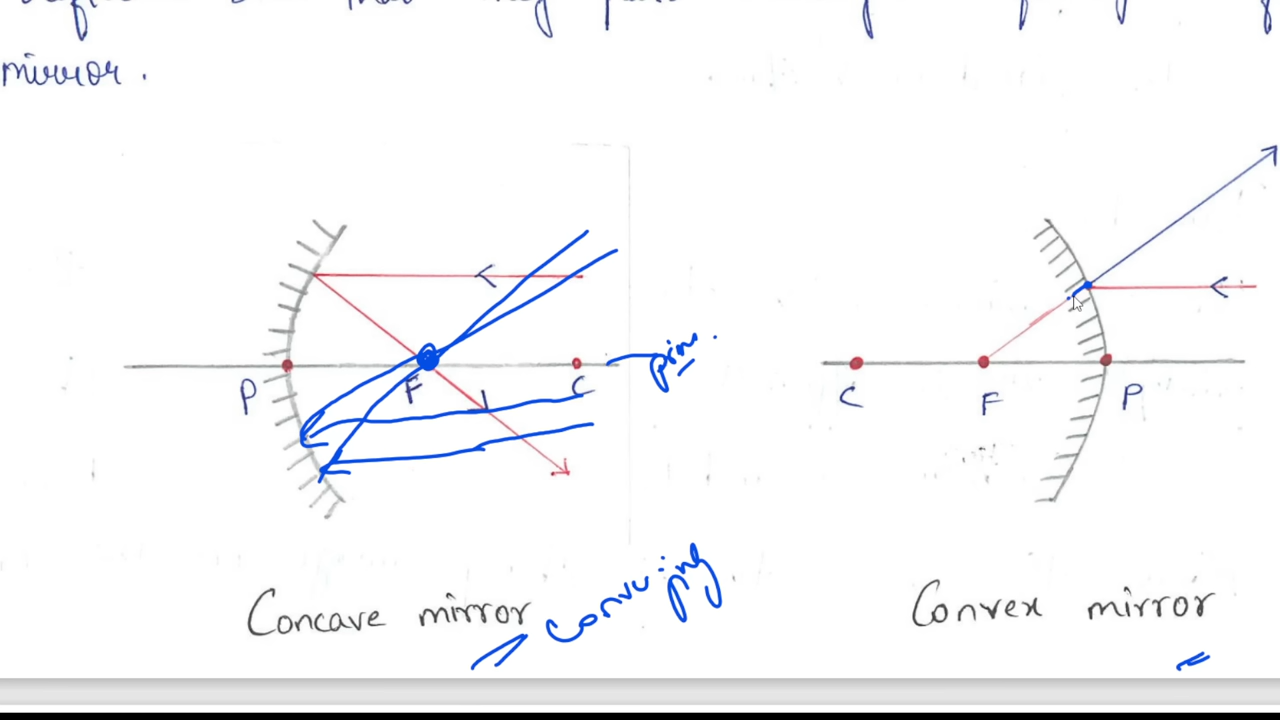 mirror.
prin.
P
F
C
C
F
P
Concave mirror
converging
Convex mirror